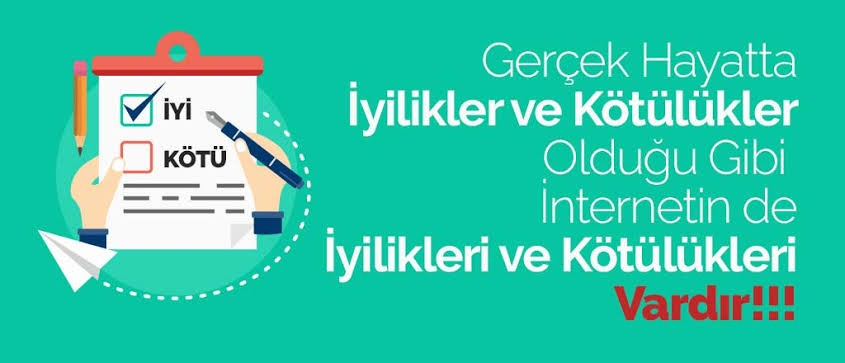 İYİ
KÖTÜ
Gerçek Hayatta
İyilikler ve Kötülükler
Olduğu Gibi
İnternetin de
İyilikleri ve Kötülükleri
Vardır!!!